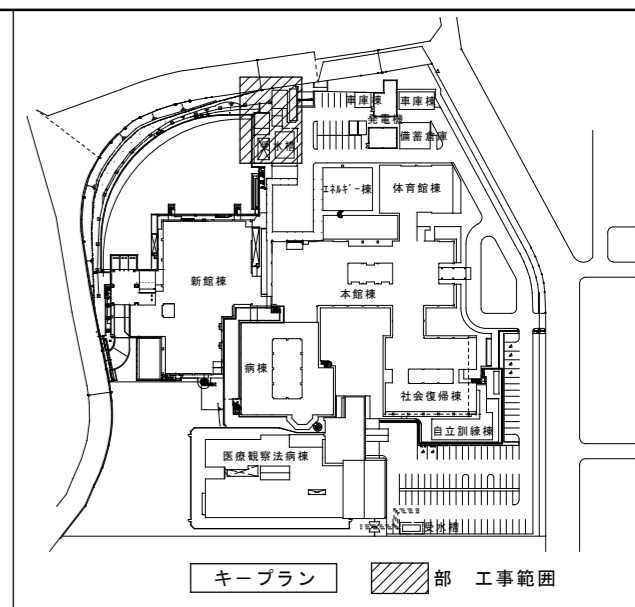 車庫棟
車庫棟
発電機
備蓄倉庫
受水槽
エネルギー棟
体育館棟
新館棟
本館棟
病棟
社会復帰棟
自立訓練棟
医療観察法病棟
受水槽
キープラン
部 工事範囲